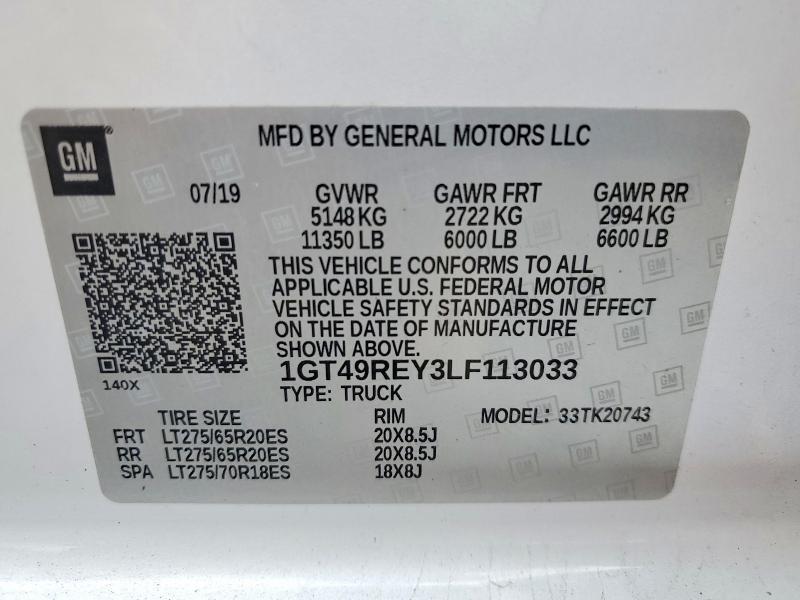 GM
MFD BY GENERAL MOTORS LLC
07/19 GVWR GAWR FRT GAWR RR
5148 KG 2722 KG 2994 KG
11350 LB 6000 LB 6600 LB
THIS VEHICLE CONFORMS TO ALL
APPLICABLE U.S. FEDERAL MOTOR
VEHICLE SAFETY STANDARDS IN EFFECT
ON THE DATE OF MANUFACTURE
SHOWN ABOVE.
140X
1GT49REY3LF113033
TYPE: TRUCK
TIRE SIZE RIM MODEL: 33TK20743
FRT LT275/65R20ES 20X8.5J
RR LT275/65R20ES 20X8.5J
SPA LT275/70R18ES 18X8J